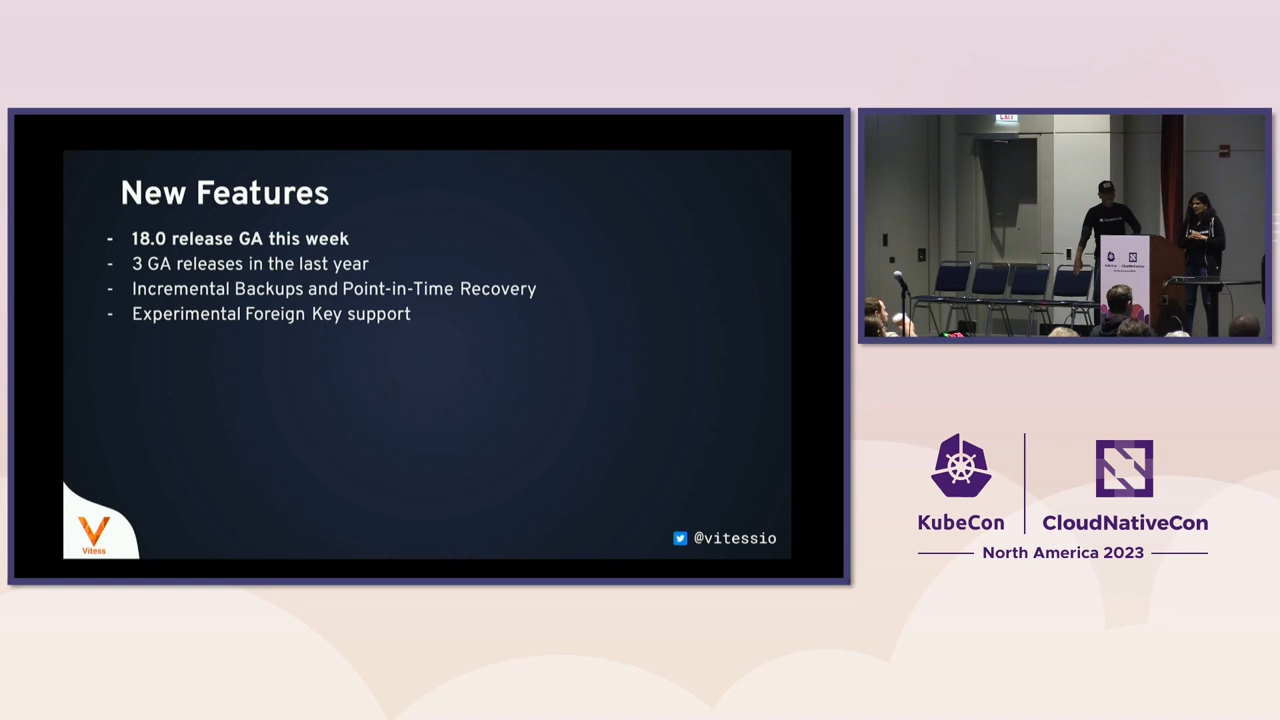 New Features
- 18.0 release GA this week
- 3 GA releases in the last year
- Incremental Backups and Point-in-Time Recovery
- Experimental Foreign Key support
Vitess
@vitessio
EXIT
KubeCon
CloudNativeCon
North America 2023